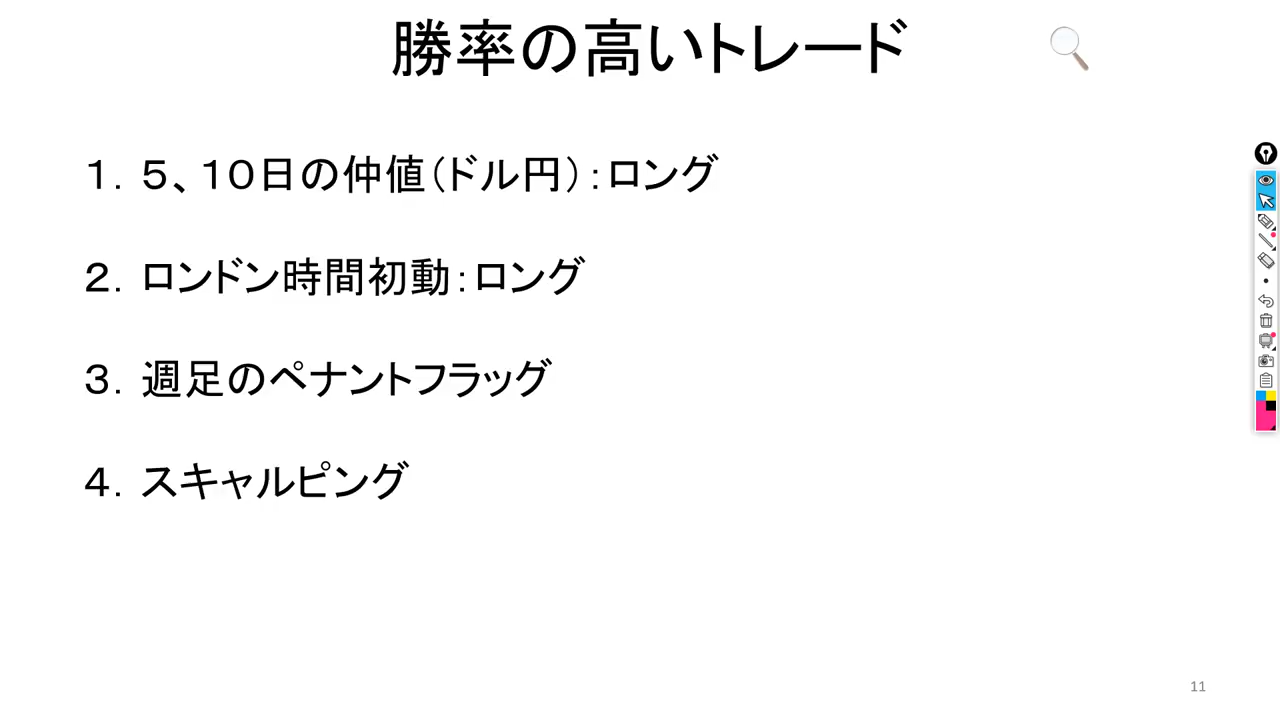 勝率の高いトレード
１．５、１０日の仲値（ドル円）：ロング
２．ロンドン時間初動：ロング
３．週足のペナントフラッグ
４．スキャルピング
11